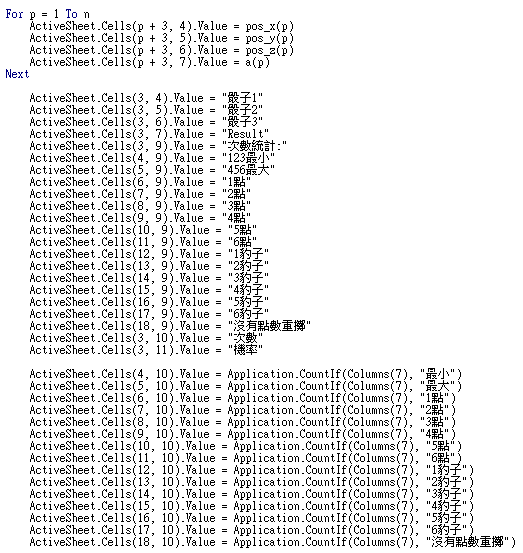 For p = 1 To n
ActiveSheet.Cells(p + 3, 4).Value = pos_x(p)
ActiveSheet.Cells(p + 3, 5).Value = pos_y(p)
ActiveSheet.Cells(p + 3, 6).Value = pos_z(p)
ActiveSheet.Cells(p + 3, 7).Value = a(p)
Next
ActiveSheet.Cells(3, 4).Value = "骰子1"
ActiveSheet.Cells(3, 5).Value = "骰子2"
ActiveSheet.Cells(3, 6).Value = "骰子3"
ActiveSheet.Cells(3, 7).Value = "Result"
ActiveSheet.Cells(3, 9).Value = "次數統計:"
ActiveSheet.Cells(4, 9).Value = "123最小"
ActiveSheet.Cells(5, 9).Value = "456最大"
ActiveSheet.Cells(6, 9).Value = "1點"
ActiveSheet.Cells(7, 9).Value = "2點"
ActiveSheet.Cells(8, 9).Value = "3點"
ActiveSheet.Cells(9, 9).Value = "4點"
ActiveSheet.Cells(10, 9).Value = "5點"
ActiveSheet.Cells(11, 9).Value = "6點"
ActiveSheet.Cells(12, 9).Value = "1豹子"
ActiveSheet.Cells(13, 9).Value = "2豹子"
ActiveSheet.Cells(14, 9).Value = "3豹子"
ActiveSheet.Cells(15, 9).Value = "4豹子"
ActiveSheet.Cells(16, 9).Value = "5豹子"
ActiveSheet.Cells(17, 9).Value = "6豹子"
ActiveSheet.Cells(18, 9).Value = "沒有點數重擲"
ActiveSheet.Cells(3, 10).Value = "次數"
ActiveSheet.Cells(3, 11).Value = "機率"
ActiveSheet.Cells(4, 10).Value = Application.CountIf(Columns(7), "最小")
ActiveSheet.Cells(5, 10).Value = Application.CountIf(Columns(7), "最大")
ActiveSheet.Cells(6, 10).Value = Application.CountIf(Columns(7), "1點")
ActiveSheet.Cells(7, 10).Value = Application.CountIf(Columns(7), "2點")
ActiveSheet.Cells(8, 10).Value = Application.CountIf(Columns(7), "3點")
ActiveSheet.Cells(9, 10).Value = Application.CountIf(Columns(7), "4點")
ActiveSheet.Cells(10, 10).Value = Application.CountIf(Columns(7), "5點")
ActiveSheet.Cells(11, 10).Value = Application.CountIf(Columns(7), "6點")
ActiveSheet.Cells(12, 10).Value = Application.CountIf(Columns(7), "1豹子")
ActiveSheet.Cells(13, 10).Value = Application.CountIf(Columns(7), "2豹子")
ActiveSheet.Cells(14, 10).Value = Application.CountIf(Columns(7), "3豹子")
ActiveSheet.Cells(15, 10).Value = Application.CountIf(Columns(7), "4豹子")
ActiveSheet.Cells(16, 10).Value = Application.CountIf(Columns(7), "5豹子")
ActiveSheet.Cells(17, 10).Value = Application.CountIf(Columns(7), "6豹子")
ActiveSheet.Cells(18, 10).Value = Application.CountIf(Columns(7), "沒有點數重擲")